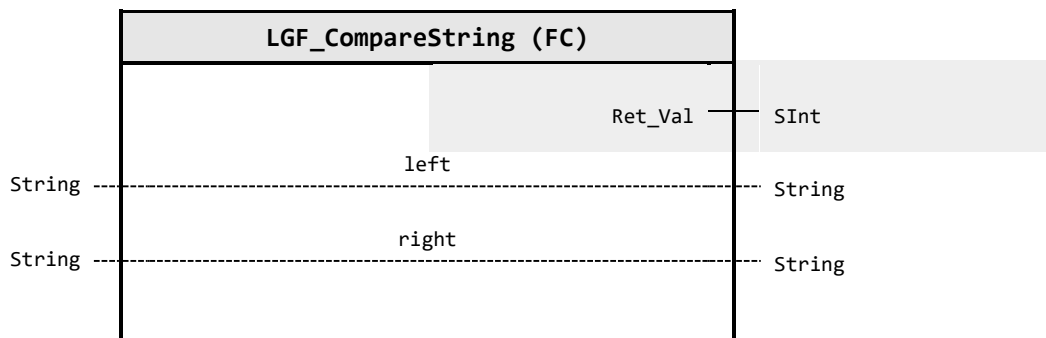 LGF_CompareString (FC)
Ret_Val SInt
left
String String
right
String String